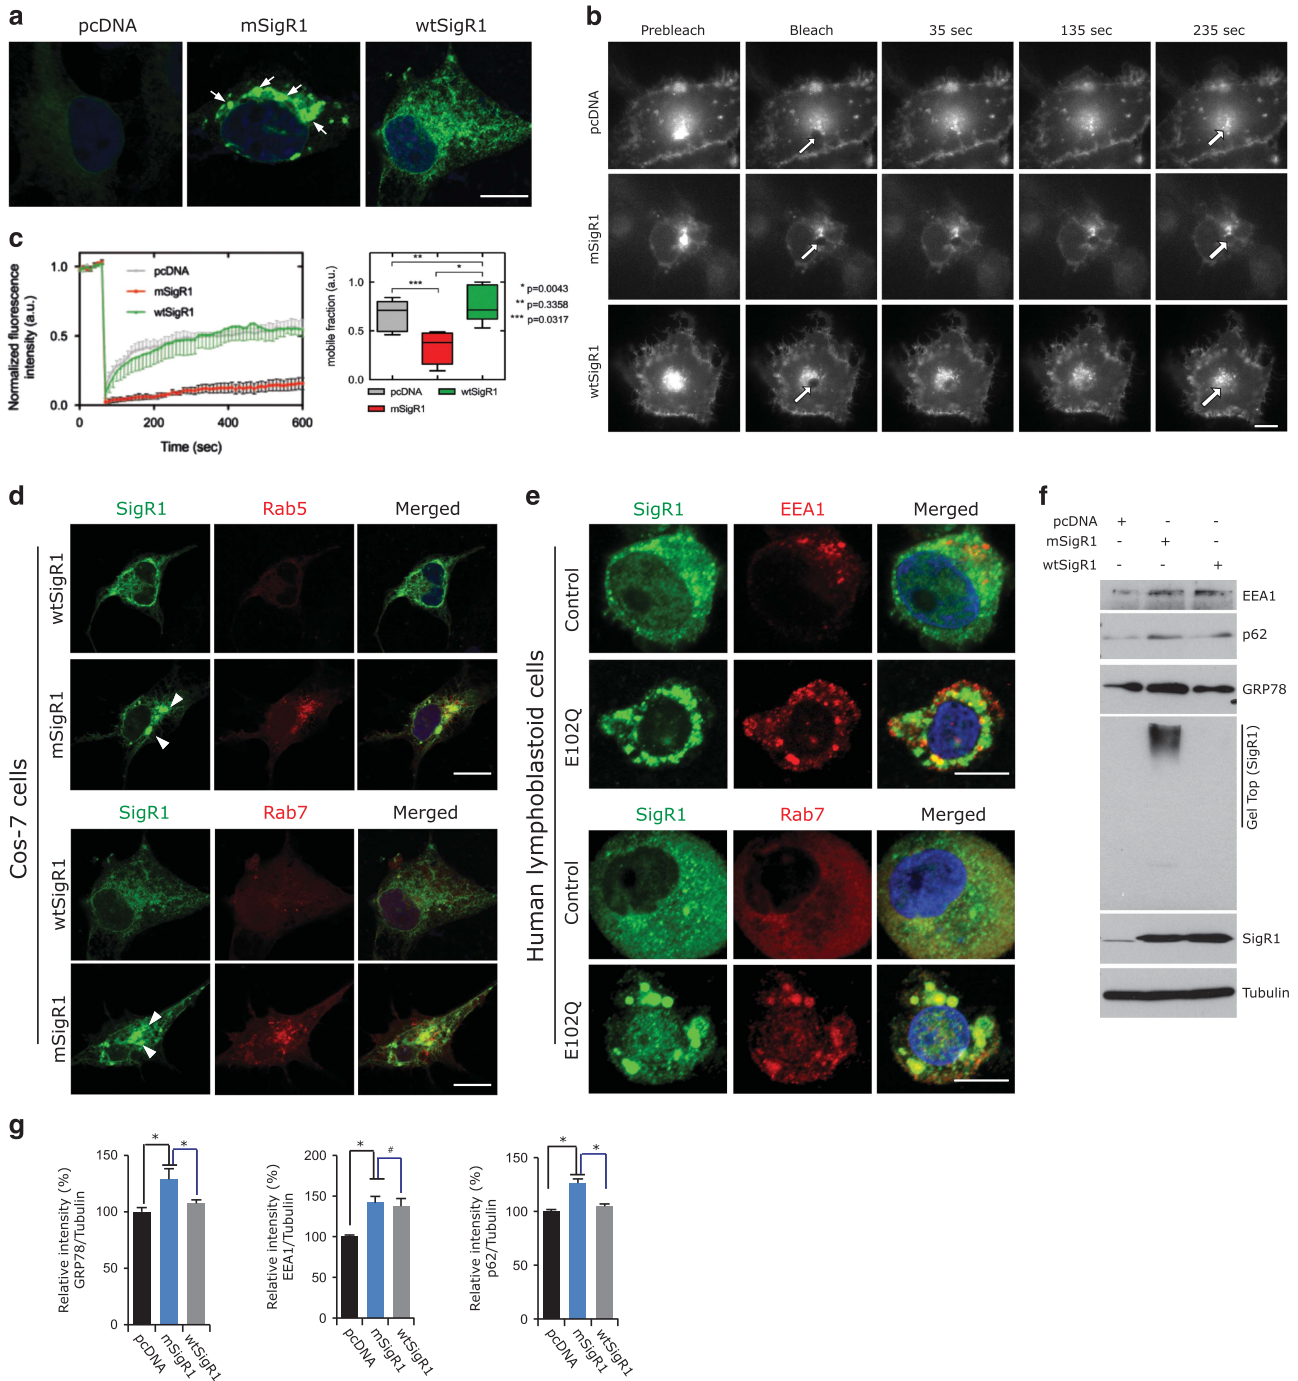 a
pcDNA mSigR1 wtSigR1
b
Prebleach Bleach 35 sec 135 sec 235 sec
pcDNA
mSigR1
wtSigR1
c
Normalized fluorescence intensity (a.u.)
1.0
0.5
0.0
0 200 400 600
Time (sec)
pcDNA
mSigR1
wtSigR1
mobile fraction (a.u.)
1.0
0.5
0.0
**
*
***
* p=0.0043
** p=0.3358
*** p=0.0317
pcDNA wtSigR1
mSigR1
d
Cos-7 cells
SigR1 Rab5 Merged
wtSigR1
mSigR1
SigR1 Rab7 Merged
wtSigR1
mSigR1
e
Human lymphoblastoid cells
SigR1 EEA1 Merged
Control
E102Q
SigR1 Rab7 Merged
Control
E102Q
f
pcDNA + - -
mSigR1 - + -
wtSigR1 - - +
EEA1
p62
GRP78
Gel Top (SigR1)
SigR1
Tubulin
g
Relative intensity (%)
GRP78/Tubulin
150
100
50
0
* *
pcDNA mSigR1 wtSigR1
Relative intensity (%)
EEA1/Tubulin
200
150
100
50
0
* #
pcDNA mSigR1 wtSigR1
Relative intensity (%)
p62/Tubulin
150
100
50
0
* *
pcDNA mSigR1 wtSigR1